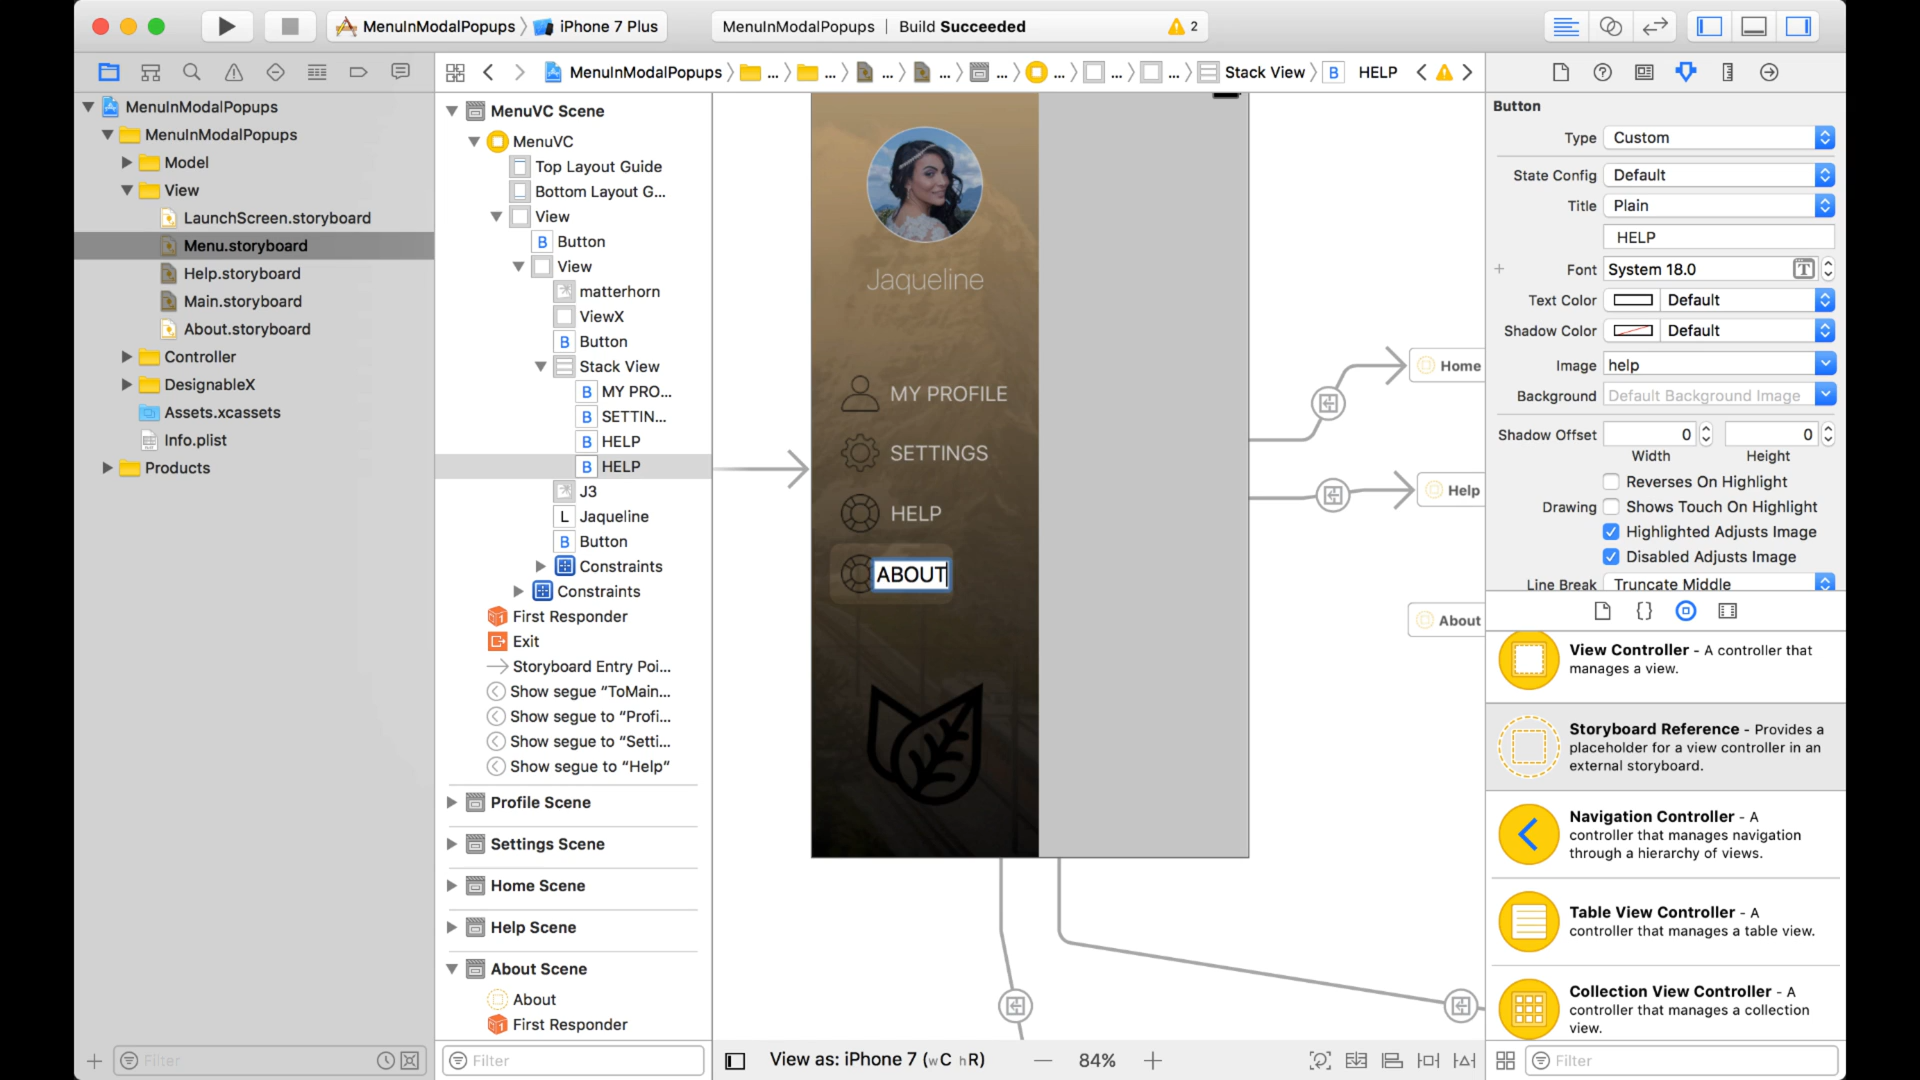 MenuInModalPopups
iPhone 7 Plus
MenuInModalPopups
Build Succeeded
2
MenuInModalPopups
...
...
...
...
...
...
...
...
Stack View
B
HELP
MenuInModalPopups
MenuInModalPopups
Model
View
LaunchScreen.storyboard
Menu.storyboard
Help.storyboard
Main.storyboard
About.storyboard
Controller
DesignableX
Assets.xcassets
Info.plist
Products
Filter
MenuVC Scene
MenuVC
Top Layout Guide
Bottom Layout G...
View
B Button
View
matterhorn
ViewX
B Button
Stack View
B MY PRO...
B SETTIN...
B HELP
B HELP
J3
L Jaqueline
B Button
Constraints
Constraints
First Responder
Exit
Storyboard Entry Poi...
Show segue "ToMain...
Show segue to "Profi...
Show segue to "Setti...
Show segue to "Help"
Profile Scene
Settings Scene
Home Scene
Help Scene
About Scene
About
First Responder
Filter
Jaqueline
MY PROFILE
SETTINGS
HELP
ABOUT
Home
Help
About
View as: iPhone 7 (wC hR)
84%
Button
Type
Custom
State Config
Default
Title
Plain
HELP
Font
System 18.0
T
Text Color
Default
Shadow Color
Default
Image
help
Background
Default Background Image
Shadow Offset
0
0
Width
Height
Reverses On Highlight
Drawing
Shows Touch On Highlight
Highlighted Adjusts Image
Disabled Adjusts Image
Line Break
Truncate Middle
{}
View Controller - A controller that
manages a view.
Storyboard Reference - Provides a
placeholder for a view controller in an
external storyboard.
Navigation Controller - A
controller that manages navigation
through a hierarchy of views.
Table View Controller - A
controller that manages a table view.
Collection View Controller - A
controller that manages a collection
view.
Filter